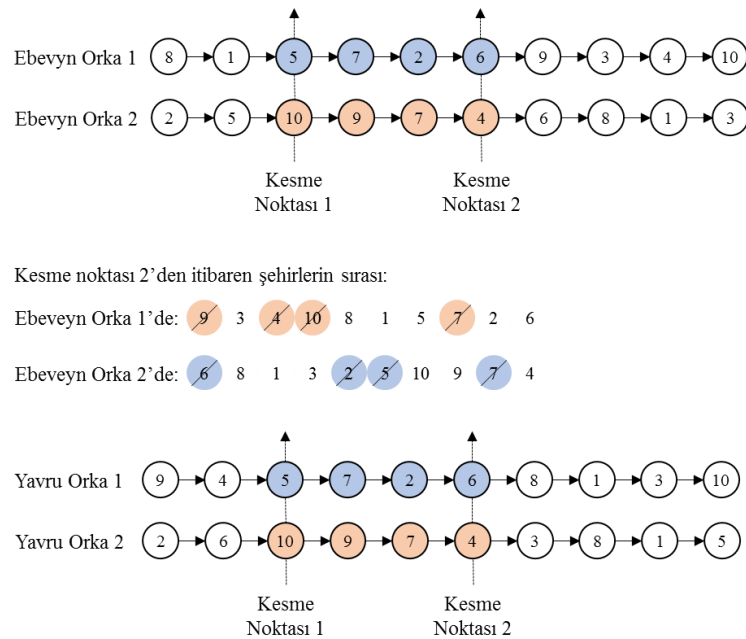 Ebevyn Orka 1 8 1 5 7 2 6 9 3 4 10
Ebevyn Orka 2 2 5 10 9 7 4 6 8 1 3
Kesme Noktası 1
Kesme Noktası 2
Kesme noktası 2’den itibaren şehirlerin sırası:
Ebeveyn Orka 1’de: 9 3 4 10 8 1 5 7 2 6
Ebeveyn Orka 2’de: 6 8 1 3 2 5 10 9 7 4
Yavru Orka 1 9 4 5 7 2 6 8 1 3 10
Yavru Orka 2 2 6 10 9 7 4 3 8 1 5
Kesme Noktası 1
Kesme Noktası 2